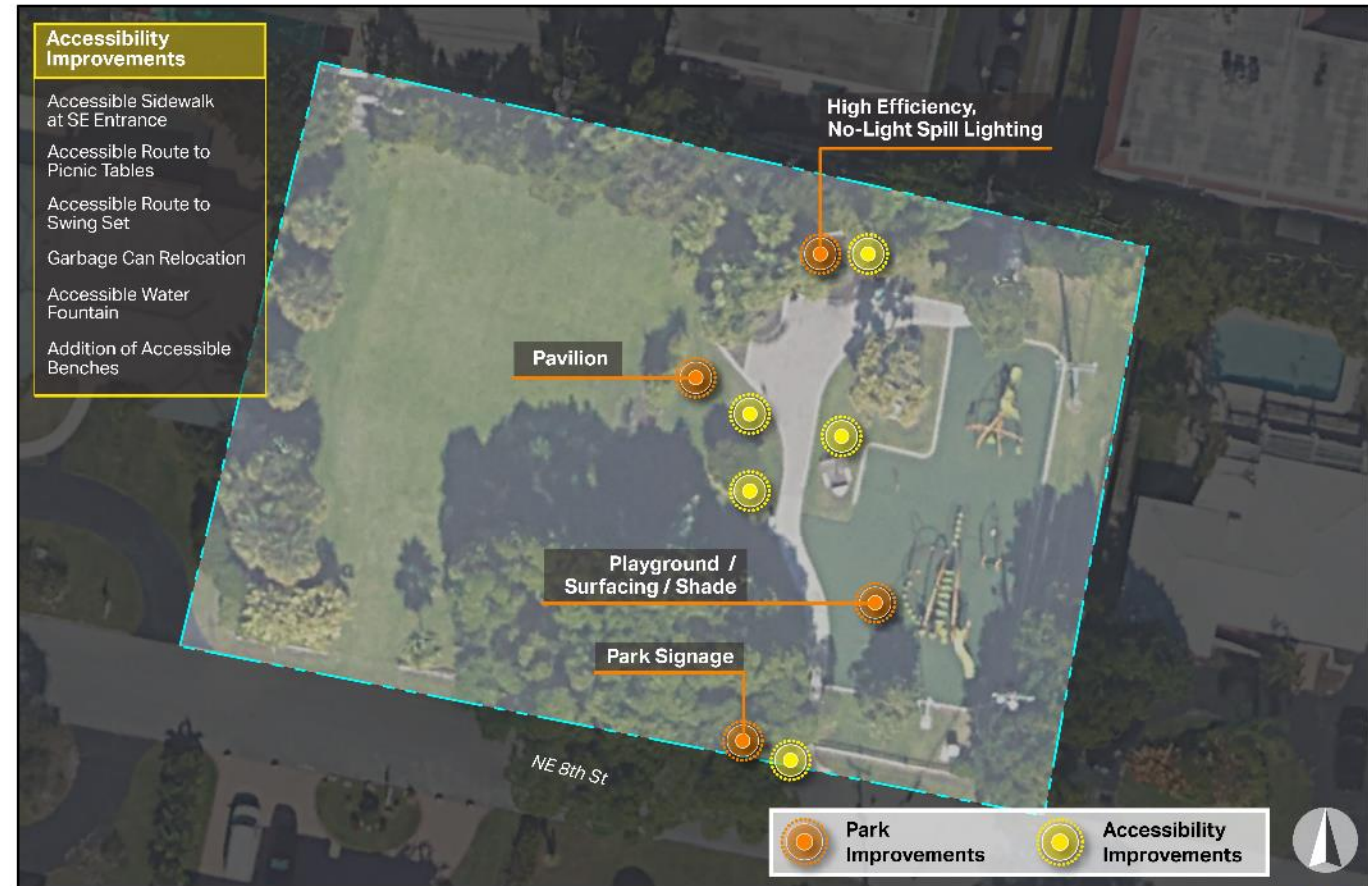 Accessibility
Improvements
Accessible Sidewalk
at SE Entrance
Accessible Route to
Picnic Tables
Accessible Route to
Swing Set
Garbage Can Relocation
Accessible Water
Fountain
Addition of Accessible
Benches
High Efficiency,
No-Light Spill Lighting
Pavilion
Playground /
Surfacing / Shade
Park Signage
NE 8th St
Park
Improvements
Accessibility
Improvements